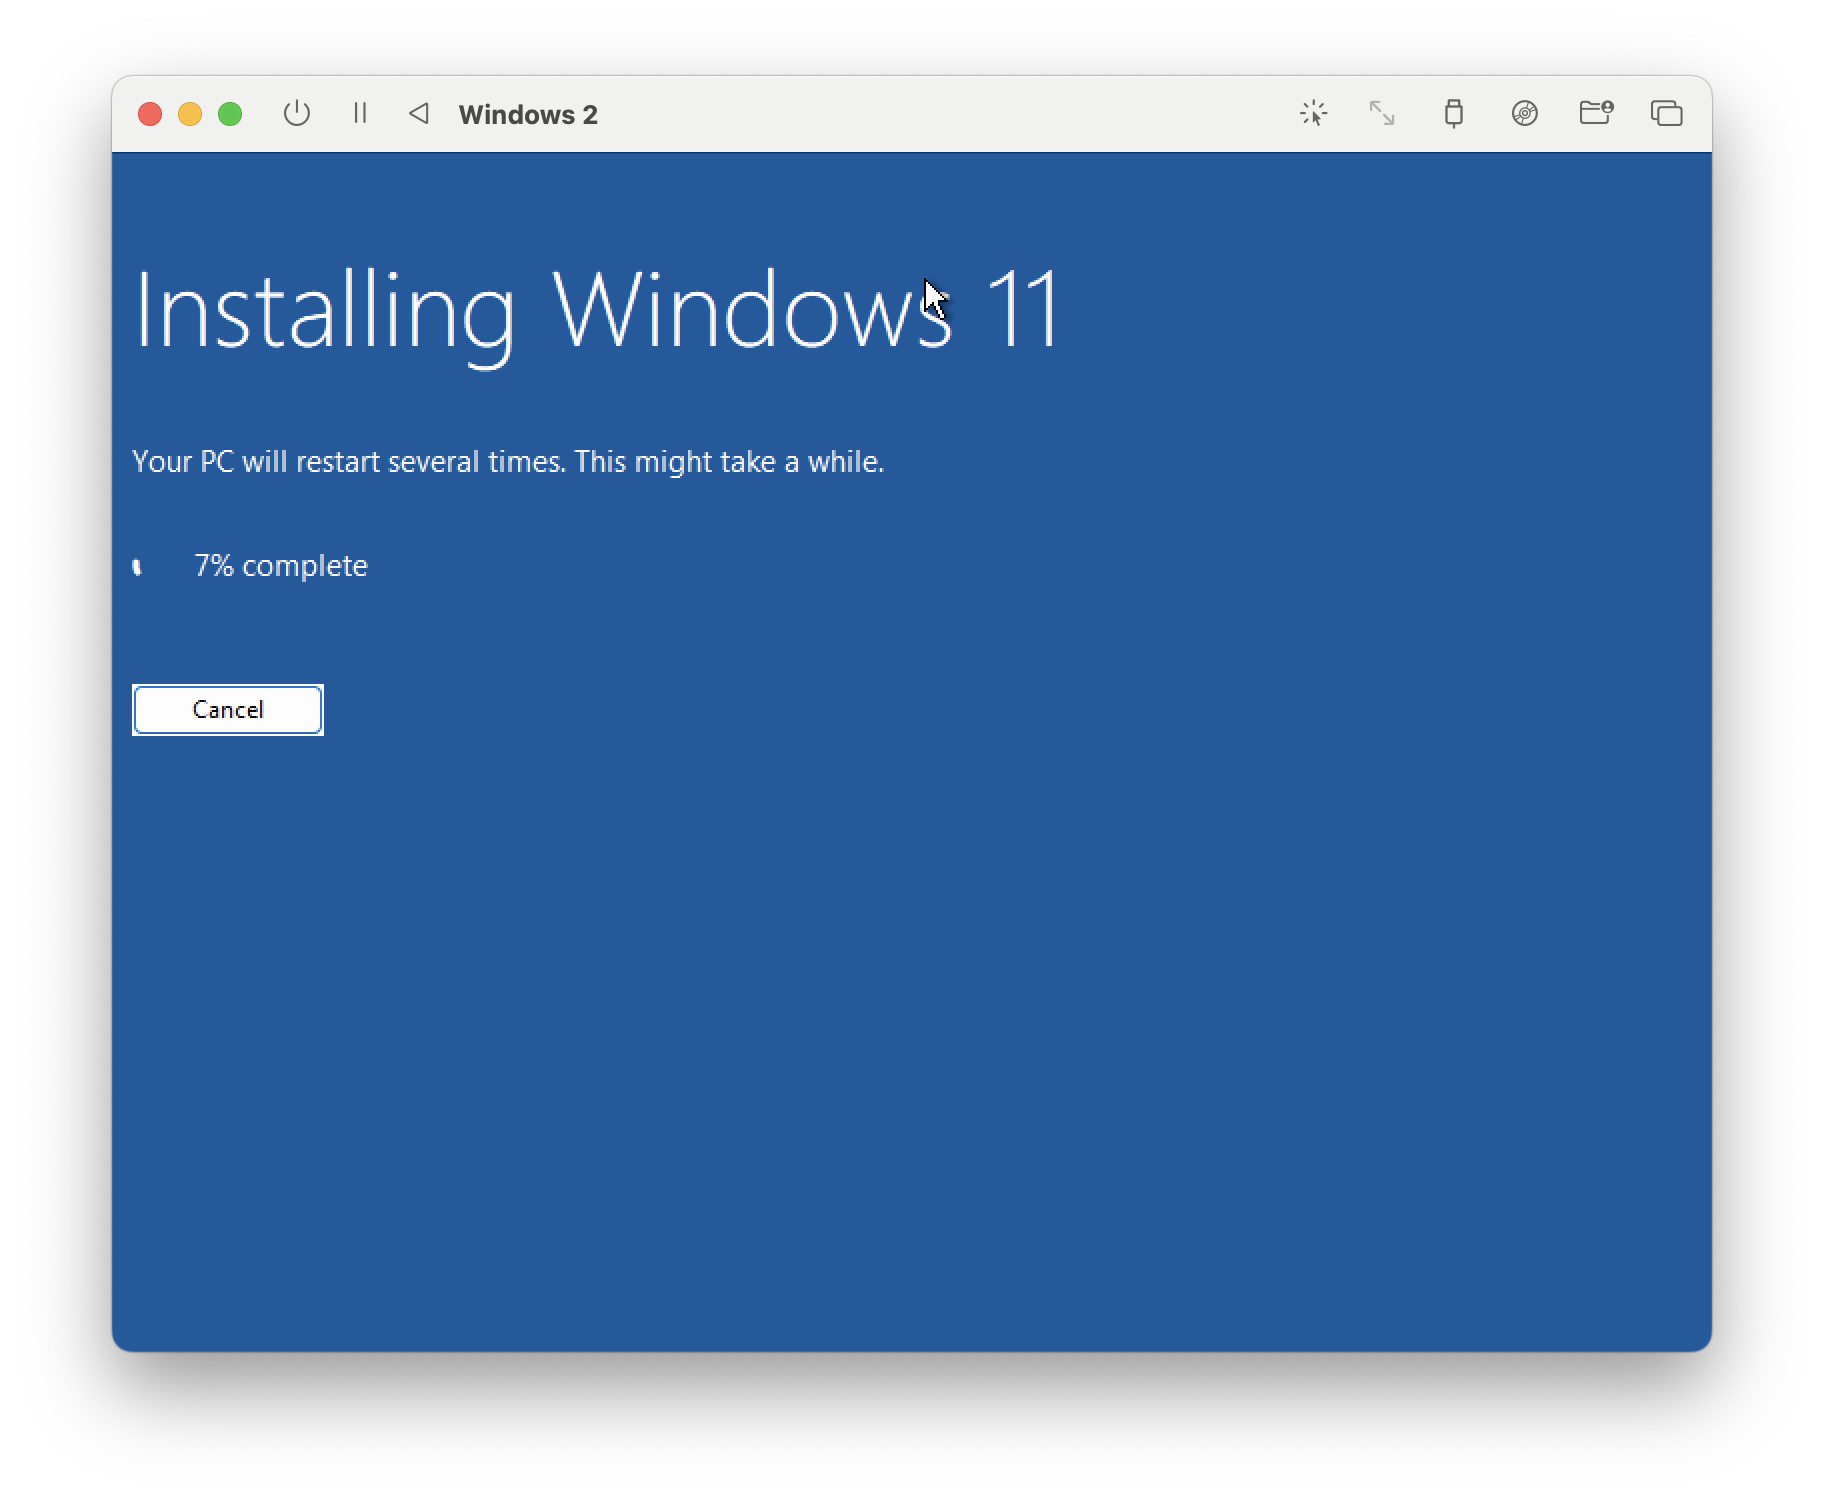 Windows 2
Installing Windows 11
Your PC will restart several times. This might take a while.
7% complete
Cancel